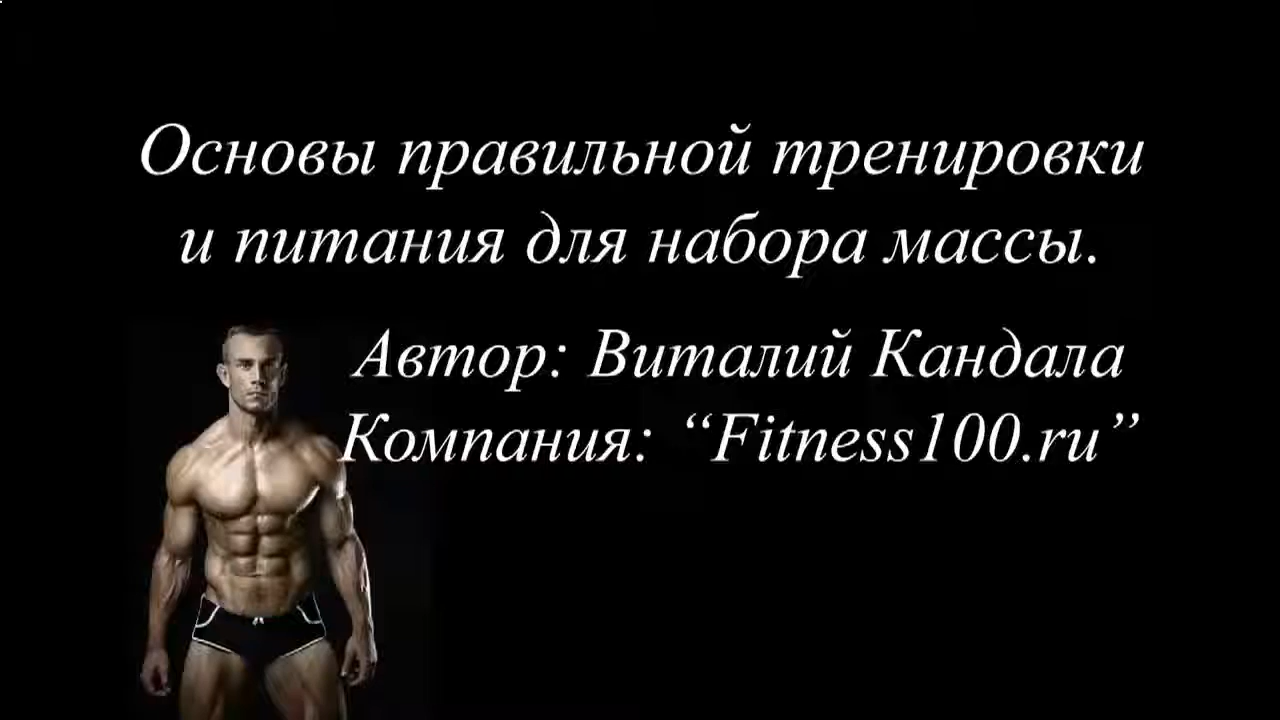 Основы правильной тренировки
и питания для набора массы.
Автор: Виталий Кандала
Компания: “Fitness100.ru”